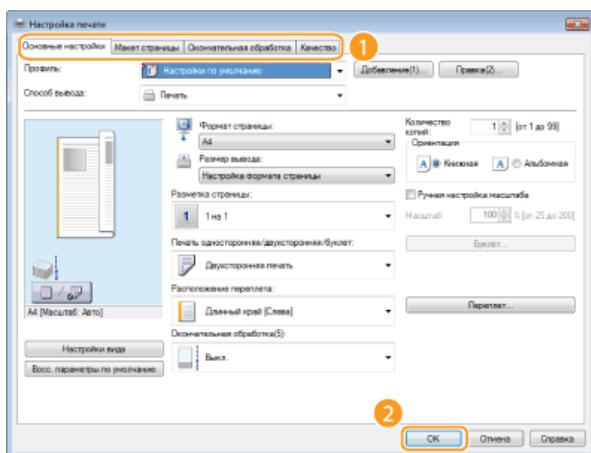 Настройка печати
Основные настройки Макет страницы Окончательная обработка Качество
1
Профиль: Настройки по умолчанию Добавление(1)... Правка(2)...
Способ вывода: Печать
Формат страницы:
A4
Размер вывода:
Настройка формата страницы
Разметка страницы:
1 1 на 1
Печать односторонняя/двухсторонняя/буклет:
Двухсторонняя печать
Расположение переплета:
Длинный край [Слева]
Окончательная обработка(5):
Выкл.
Количество копий: 1 [от 1 до 99]
Ориентация
A Книжная A Альбомная
Ручная настройка масштаба
Масштаб: 100 % [от 25 до 200]
Буклет...
Переплет...
A4 [Масштаб: Авто]
Настройки вида
Восс. параметры по умолчанию
2
OK Отмена Справка